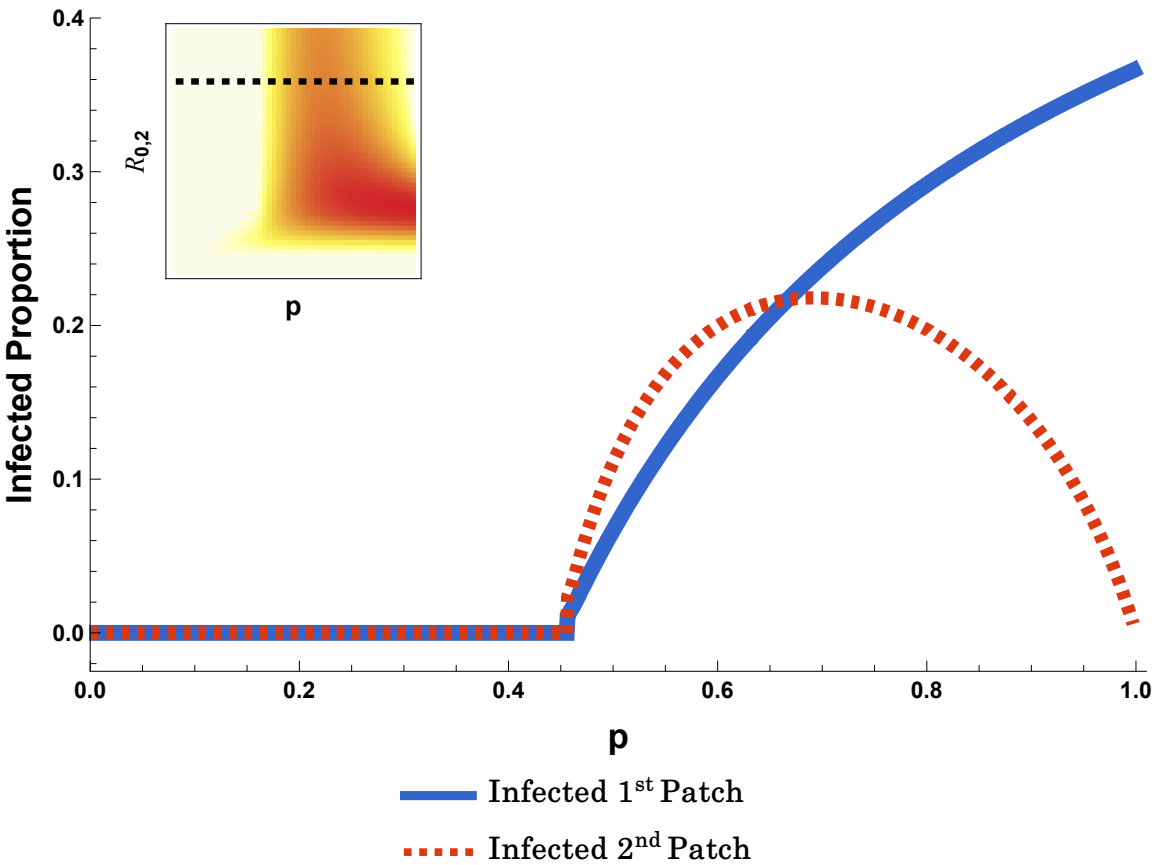 0.4
0.3
0.2
0.1
0.0
Infected Proportion
R0,2
p
0.0 0.2 0.4 0.6 0.8 1.0
p
Infected 1st Patch
Infected 2nd Patch